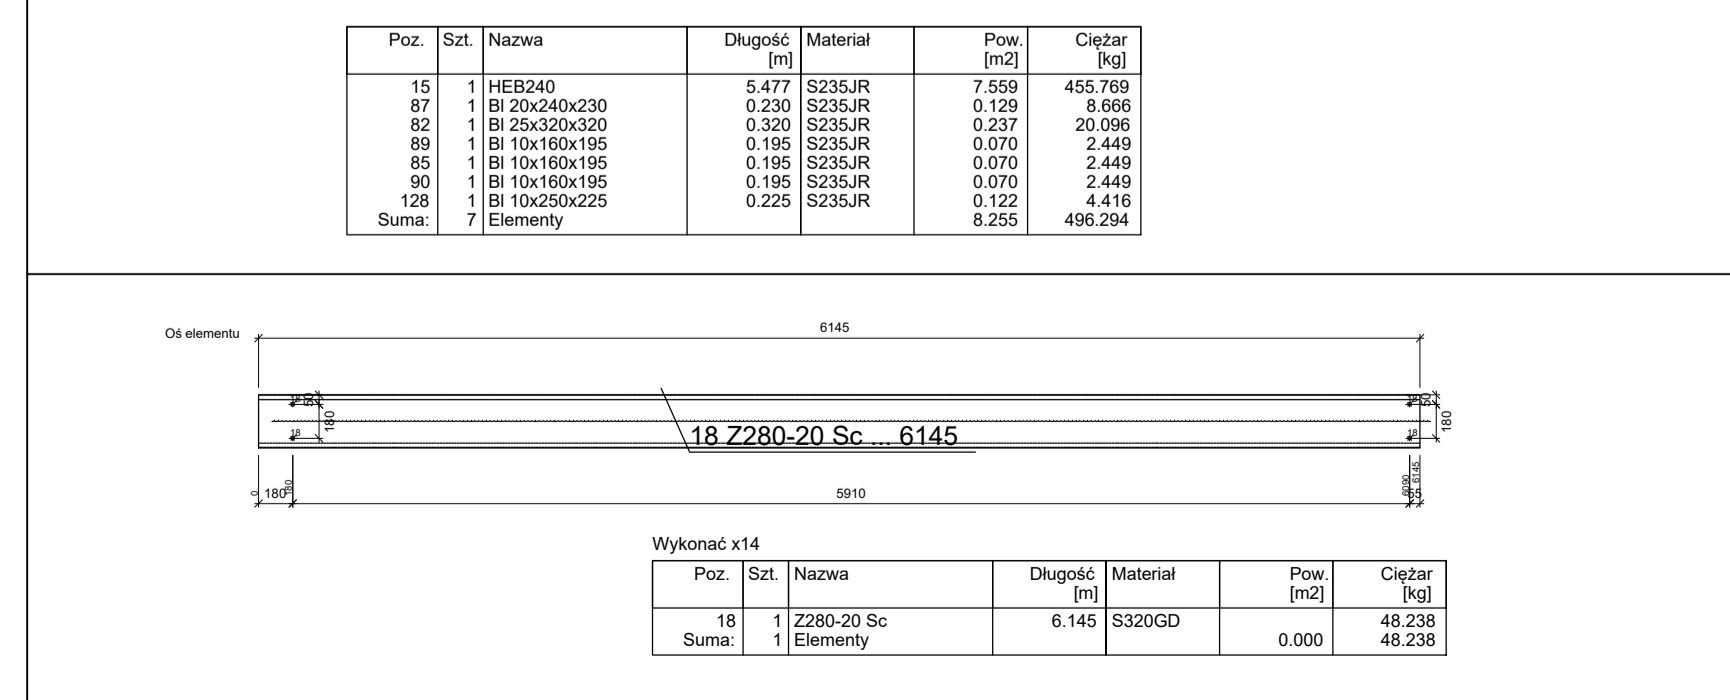 Poz. Szt. Nazwa Długość Materiał Pow. Ciężar
[m] [m2] [kg]
15 1 HEB240 5.477 S235JR 7.559 455.769
87 1 Bl 20x240x230 0.230 S235JR 0.129 8.666
82 1 Bl 25x320x320 0.320 S235JR 0.237 20.096
89 1 Bl 10x160x195 0.195 S235JR 0.070 2.449
85 1 Bl 10x160x195 0.195 S235JR 0.070 2.449
90 1 Bl 10x160x195 0.195 S235JR 0.070 2.449
128 1 Bl 10x250x225 0.225 S235JR 0.122 4.416
Suma: 7 Elementy 8.255 496.294
Oś elementu
6145
18 50 18 50
180 180
18 18
18 Z280-20 Sc ... 6145
0 180 180 5910 6090 55 6145
Wykonać x14
Poz. Szt. Nazwa Długość Materiał Pow. Ciężar
[m] [m2] [kg]
18 1 Z280-20 Sc 6.145 S320GD 48.238
Suma: 1 Elementy 0.000 48.238